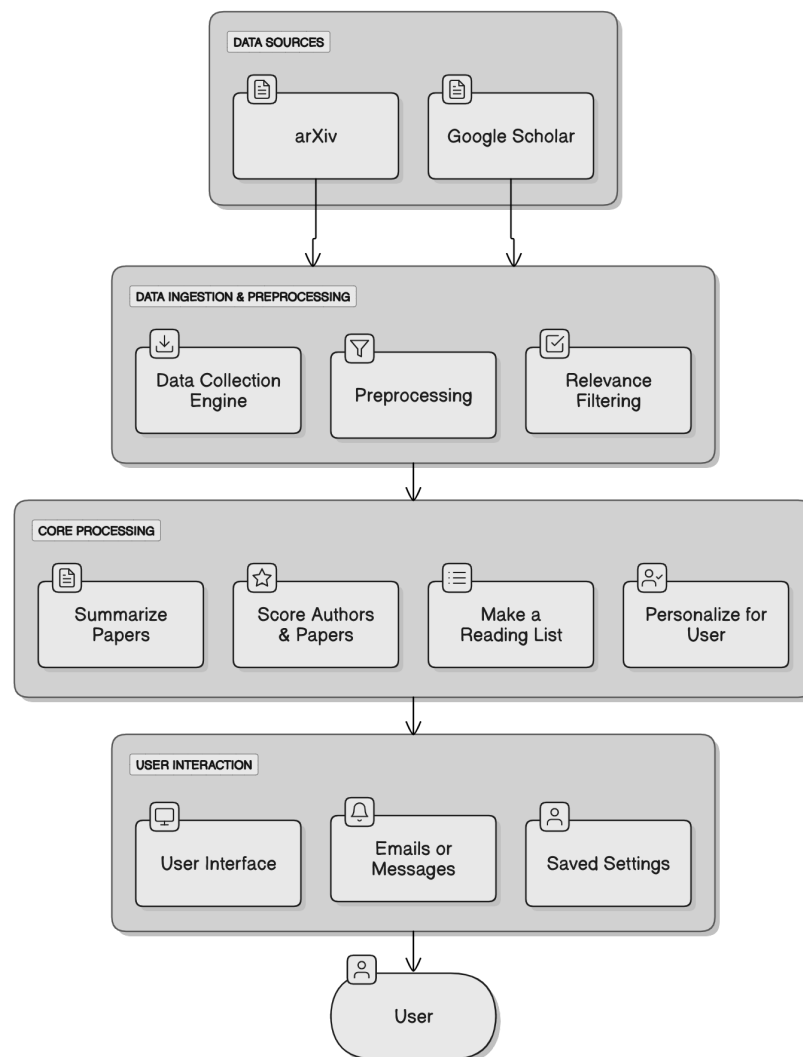 DATA SOURCES
arXiv
Google Scholar
DATA INGESTION & PREPROCESSING
Data Collection
Engine
Preprocessing
Relevance
Filtering
CORE PROCESSING
Summarize
Papers
Score Authors
& Papers
Make a
Reading List
Personalize for
User
USER INTERACTION
User Interface
Emails or
Messages
Saved Settings
User